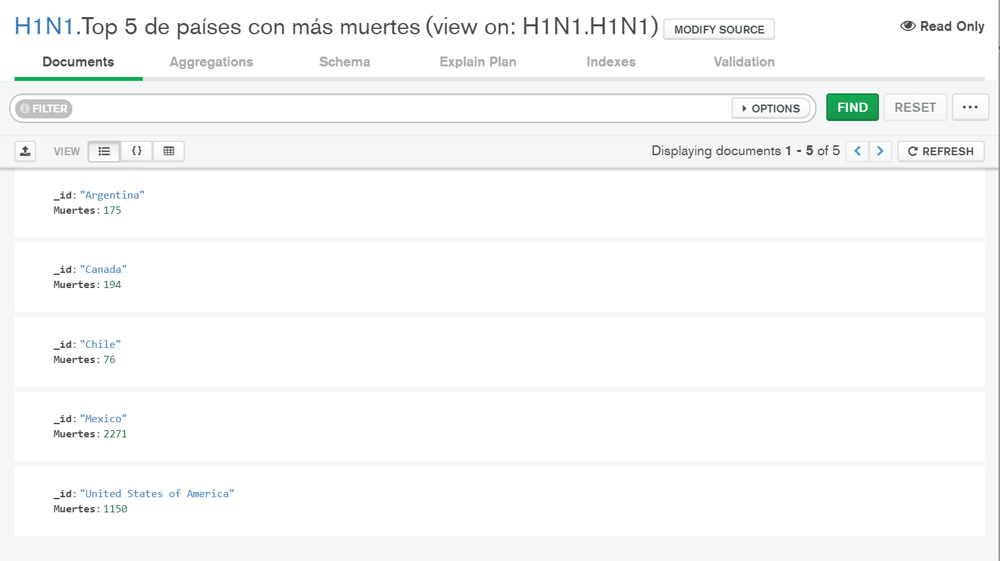 H1N1.Top 5 de países con más muertes (view on: H1N1.H1N1) MODIFY SOURCE Read Only
Documents Aggregations Schema Explain Plan Indexes Validation
FILTER OPTIONS FIND RESET ...
VIEW {} Displaying documents 1 - 5 of 5 REFRESH
_id: "Argentina"
Muertes: 175
_id: "Canada"
Muertes: 194
_id: "Chile"
Muertes: 76
_id: "Mexico"
Muertes: 2271
_id: "United States of America"
Muertes: 1150